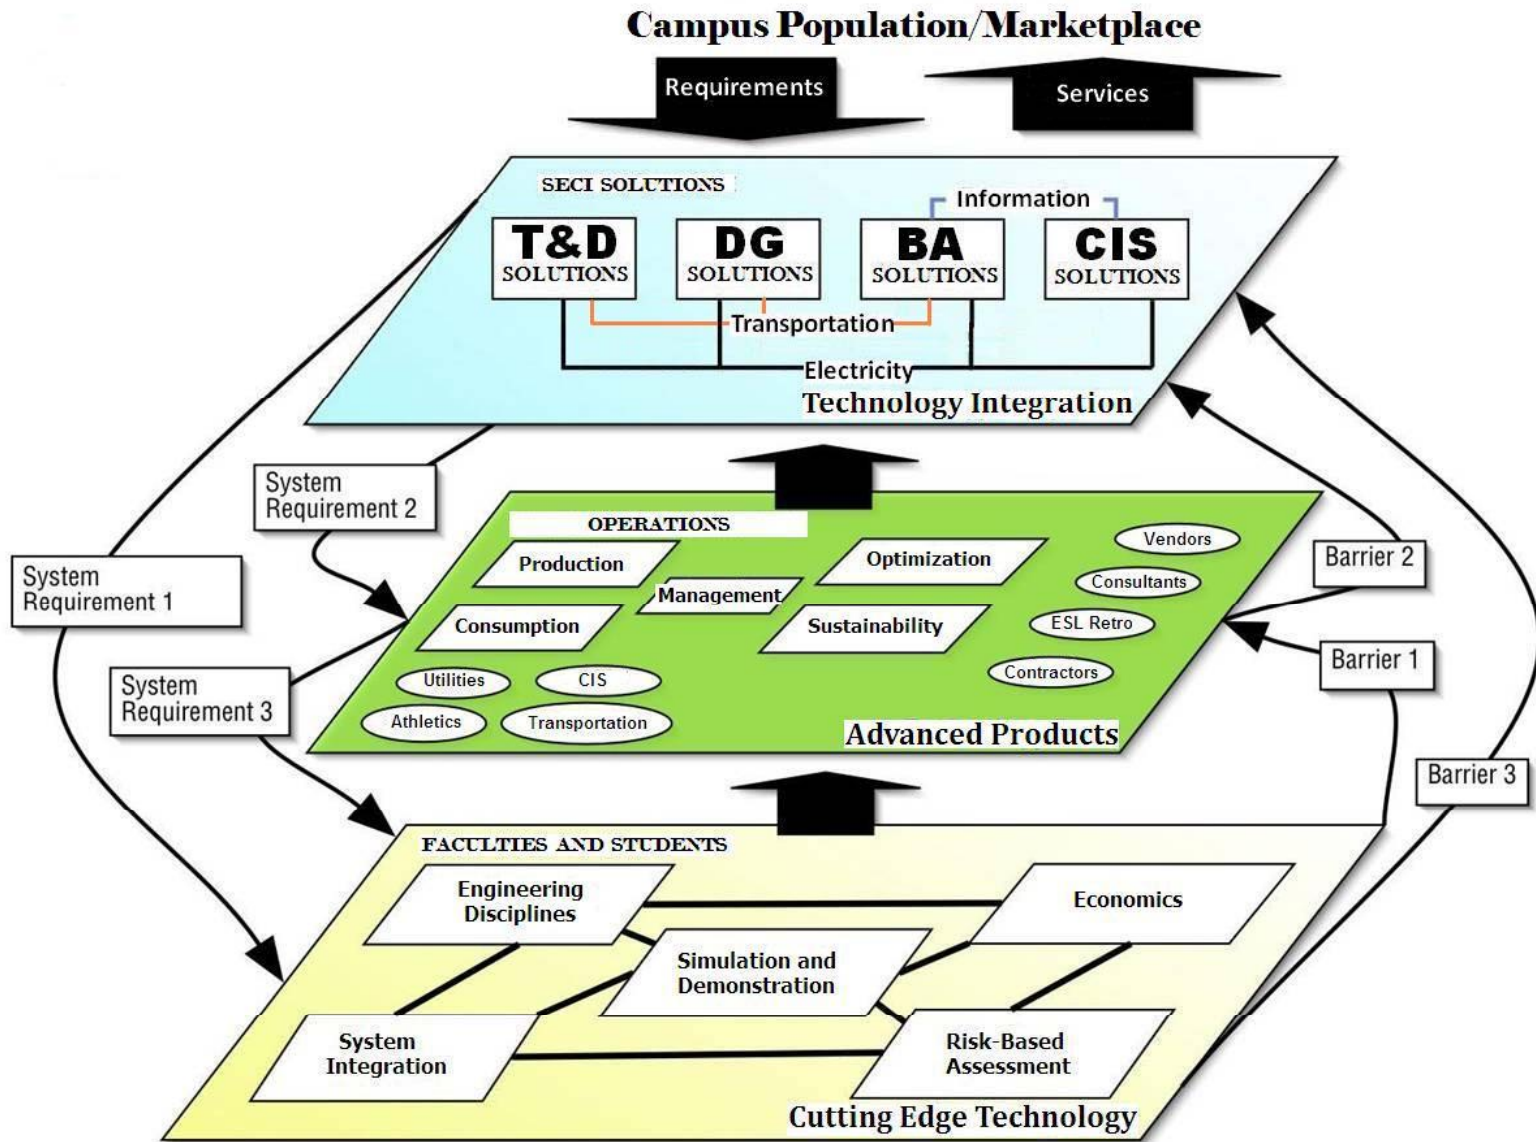 Campus Population/Marketplace
Requirements
Services
SECI SOLUTIONS
Information
T&D
SOLUTIONS
DG
SOLUTIONS
BA
SOLUTIONS
CIS
SOLUTIONS
Transportation
Electricity
Technology Integration
System
Requirement 2
OPERATIONS
Production
Optimization
Vendors
Management
Consultants
Consumption
Sustainability
ESL Retro
Contractors
Utilities
CIS
Athletics
Transportation
Advanced Products
Barrier 2
System
Requirement 1
Barrier 1
System
Requirement 3
Barrier 3
FACULTIES AND STUDENTS
Engineering
Disciplines
Economics
Simulation and
Demonstration
System
Integration
Risk-Based
Assessment
Cutting Edge Technology